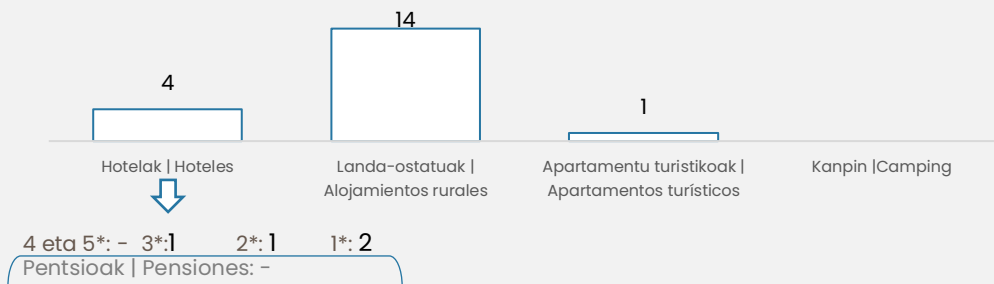 14
4
1
Hotelak | Hoteles
Landa-ostatuak |
Alojamientos rurales
Apartamentu turistikoak |
Apartamentos turísticos
Kanpin |Camping
4 eta 5*: - 3*:1 2*: 1 1*: 2
Pentsioak | Pensiones: -